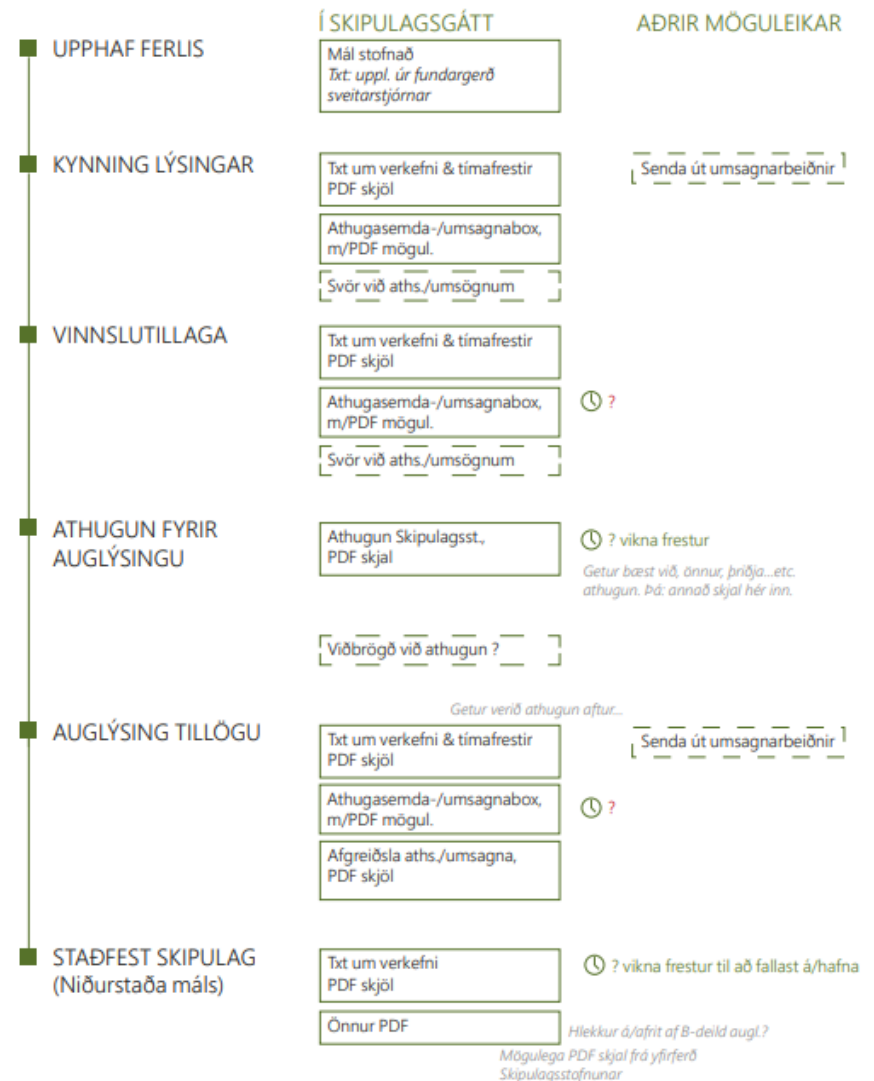 Í SKIPULAGSGÁTT
AÐRIR MÖGULEIKAR
UPPHAF FERLIS
Mál stofnað
Txt: uppl. úr fundargerð
sveitarstjórnar
KYNNING LÝSINGAR
Txt um verkefni & tímafrestir
PDF skjöl
Senda út umsagnarbeiðnir
Athugasemda-/umsagnabox,
m/PDF mögul.
Svör við aths./umsögnum
VINNSLUTILLAGA
Txt um verkefni & tímafrestir
PDF skjöl
Athugasemda-/umsagnabox,
m/PDF mögul.
?
Svör við aths./umsögnum
ATHUGUN FYRIR
AUGLÝSINGU
Athugun Skipulagsst.,
PDF skjal
? vikna frestur
Getur bæst við, önnur, þriðja...etc.
athugun. Þá: annað skjal hér inn.
Viðbrögð við athugun ?
Getur verið athugun aftur...
AUGLÝSING TILLÖGU
Txt um verkefni & tímafrestir
PDF skjöl
Senda út umsagnarbeiðnir
Athugasemda-/umsagnabox,
m/PDF mögul.
?
Afgreiðsla aths./umsagna,
PDF skjöl
STAÐFEST SKIPULAG
(Niðurstaða máls)
Txt um verkefni
PDF skjöl
? vikna frestur til að fallast á/hafna
Önnur PDF
Hlekkur á/afrit af B-deild augl.?
Mögulega PDF skjal frá yfirferð
Skipulagsstofnunar